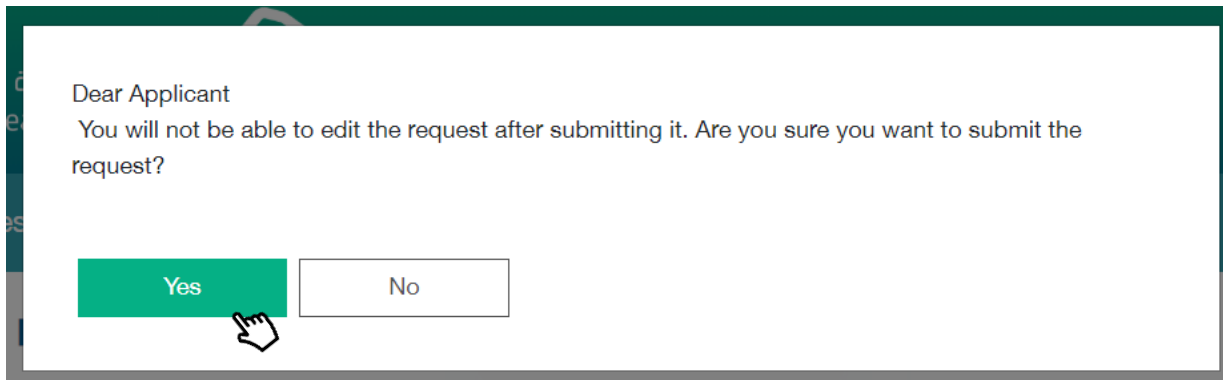 Dear Applicant
You will not be able to edit the request after submitting it. Are you sure you want to submit the
request?
Yes
No